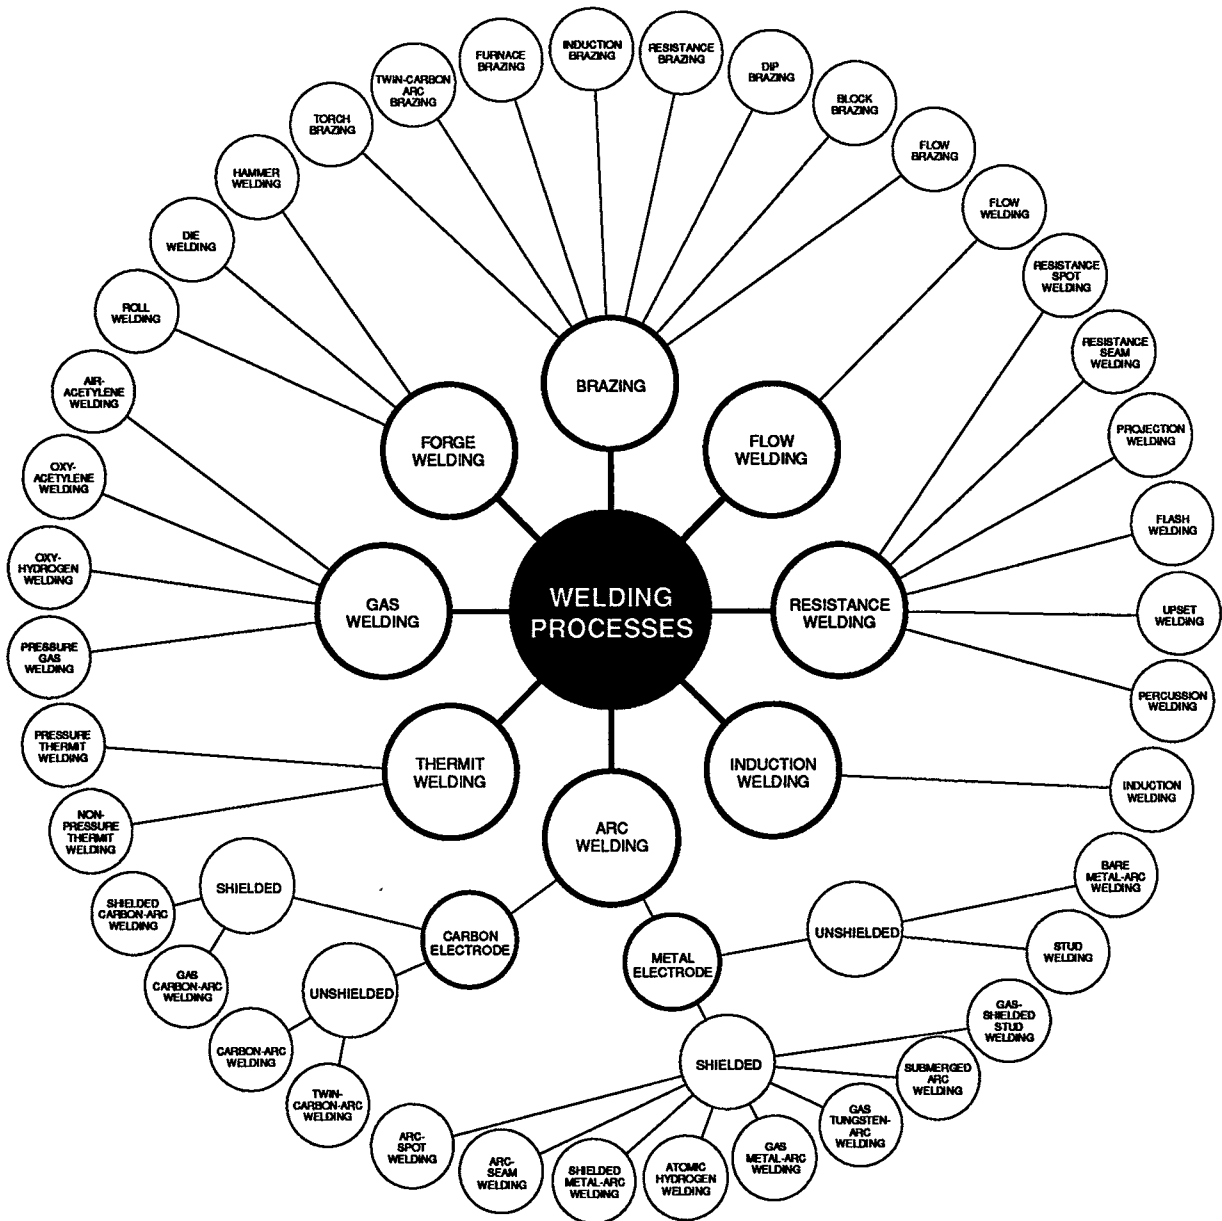 INDUCTION
BRAZING
RESISTANCE
BRAZING
FURNACE
BRAZING
DIP
BRAZING
TWIN-CARBON
ARC
BRAZING
BLOCK
BRAZING
TORCH
BRAZING
FLOW
BRAZING
HAMMER
WELDING
FLOW
WELDING
DIE
WELDING
RESISTANCE
SPOT
WELDING
ROLL
WELDING
RESISTANCE
SEAM
WELDING
AIR-
ACETYLENE
WELDING
BRAZING
PROJECTION
WELDING
FORGE
WELDING
FLOW
WELDING
OXY-
ACETYLENE
WELDING
FLASH
WELDING
OXY-
HYDROGEN
WELDING
GAS
WELDING
WELDING
PROCESSES
RESISTANCE
WELDING
UPSET
WELDING
PRESSURE
GAS
WELDING
PERCUSSION
WELDING
PRESSURE
THERMIT
WELDING
THERMIT
WELDING
INDUCTION
WELDING
INDUCTION
WELDING
NON-
PRESSURE
THERMIT
WELDING
ARC
WELDING
BARE
METAL-ARC
WELDING
SHIELDED
SHIELDED
CARBON-ARC
WELDING
CARBON
ELECTRODE
UNSHIELDED
STUD
WELDING
METAL
ELECTRODE
GAS
CARBON-ARC
WELDING
UNSHIELDED
GAS-
SHIELDED
STUD
WELDING
CARBON-ARC
WELDING
SHIELDED
SUBMERGED
ARC
WELDING
TWIN-
CARBON-ARC
WELDING
GAS
TUNGSTEN-
ARC
WELDING
ARC-
SPOT
WELDING
GAS
METAL-ARC
WELDING
ARC-
SEAM
WELDING
SHIELDED
METAL-ARC
WELDING
ATOMIC
HYDROGEN
WELDING